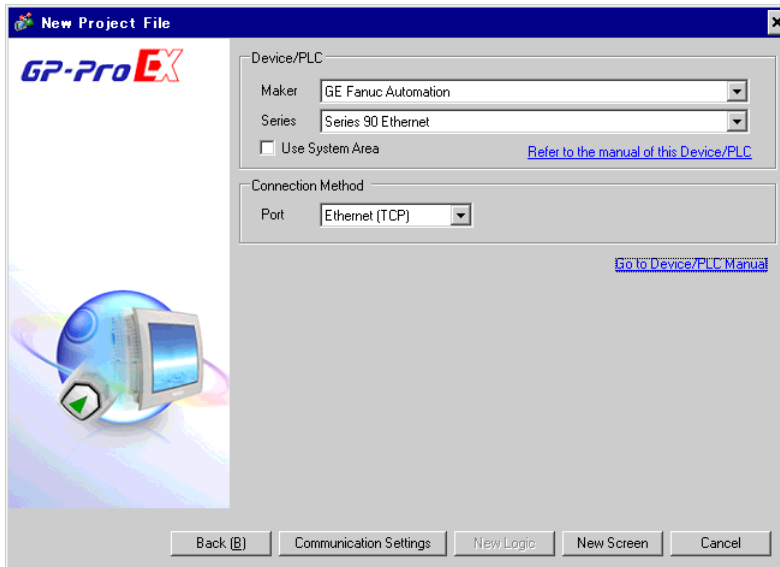 New Project File
GP-Pro EX
Device/PLC
Maker GE Fanuc Automation
Series Series 90 Ethernet
Use System Area Refer to the manual of this Device/PLC
Connection Method
Port Ethernet (TCP)
Go to Device/PLC Manual
Back (B) Communication Settings New Logic New Screen Cancel